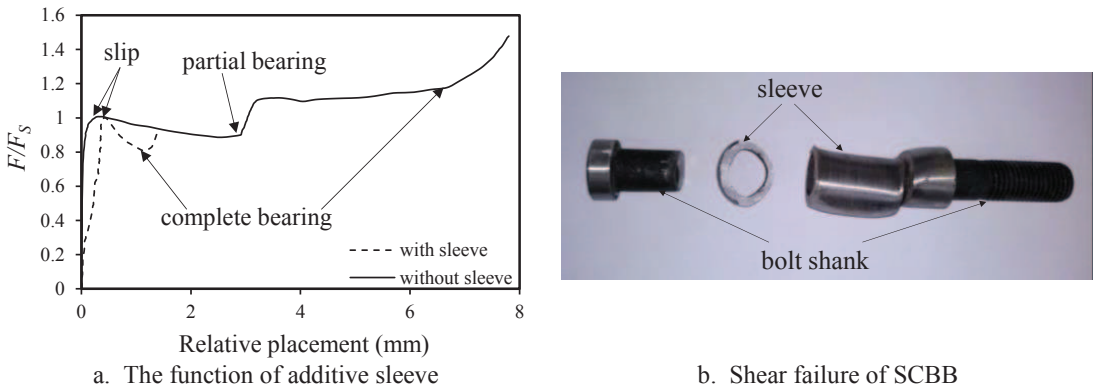 1.6
1.4
1.2
1
0.8
0.6
0.4
0.2
0
F/F_S
slip
partial bearing
complete bearing
with sleeve
without sleeve
0 2 4 6 8
Relative placement (mm)
a. The function of additive sleeve
sleeve
bolt shank
b. Shear failure of SCBB